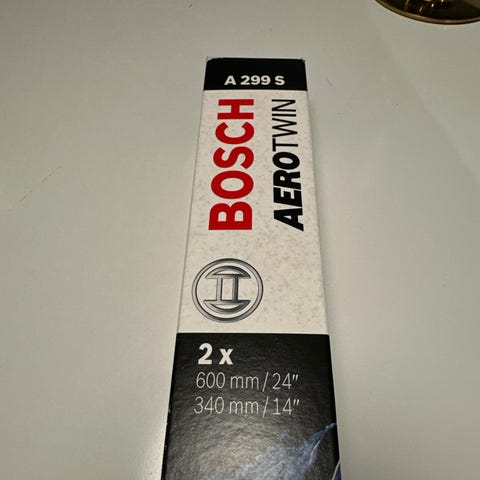 A 299 S
BOSCH
AEROTWIN
2 x
600 mm/24"
340 mm/14"